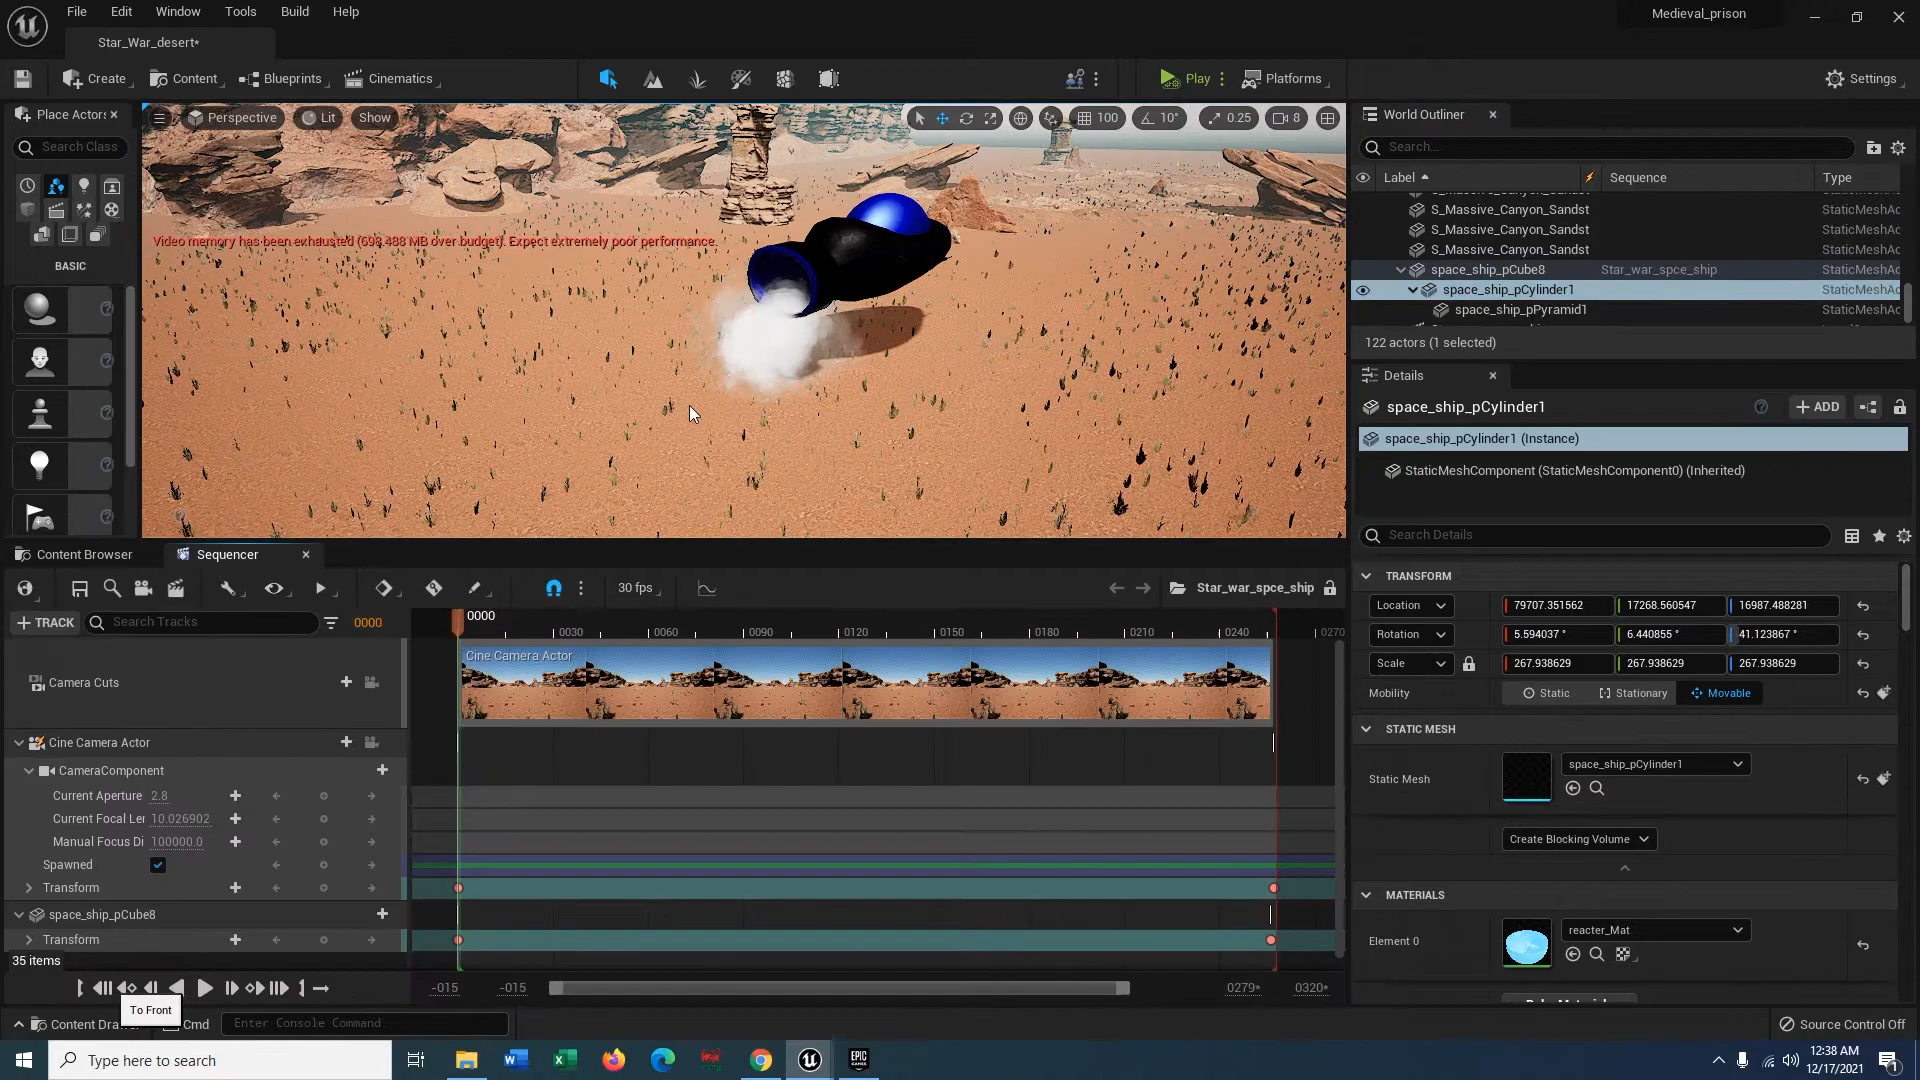 File Edit Window Tools Build Help
Medieval_prison
Star_War_desert*
Create Content Blueprints Cinematics Play Platforms Settings
Place Actors
Search Class
BASIC
Perspective Lit Show
100 10° 0.25 8
Video memory has been exhausted (698.488 MB over budget). Expect extremely poor performance.
World Outliner
Search...
Label Sequence Type
S_Massive_Canyon_Sandst StaticMeshAc
S_Massive_Canyon_Sandst StaticMeshAc
S_Massive_Canyon_Sandst StaticMeshAc
space_ship_pCube8 Star_war_spce_ship StaticMeshAc
space_ship_pCylinder1 StaticMeshAc
space_ship_pPyramid1 StaticMeshAc
122 actors (1 selected)
Details
space_ship_pCylinder1
ADD
space_ship_pCylinder1 (Instance)
StaticMeshComponent (StaticMeshComponent0) (Inherited)
Search Details
TRANSFORM
Location 79707.351562 17268.560547 16987.488281
Rotation 5.594037 ° 6.440855 ° 41.123867 °
Scale 267.938629 267.938629 267.938629
Mobility Static Stationary Movable
STATIC MESH
Static Mesh space_ship_pCylinder1
Create Blocking Volume
MATERIALS
Element 0 reacter_Mat
Content Browser Sequencer
30 fps Star_war_spce_ship
TRACK Search Tracks 0000
0000
0030 0060 0090 0120 0150 0180 0210 0240 0270
Camera Cuts
Cine Camera Actor
Cine Camera Actor
CameraComponent
Current Aperture 2.8
Current Focal Ler 10.026902
Manual Focus Di 100000.0
Spawned
Transform
space_ship_pCube8
Transform
35 items
-015 -015 0279* 0320*
To Front
Content Cmd Enter Console Command
Source Control Off
Type here to search
12:38 AM
12/17/2021